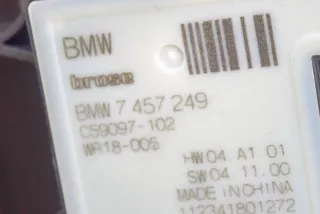 BMW
brose
BMW 7 457 249
C59097-102
WR18-005
HW 04 A1 01
SW 04 11.00
MADE IN CHINA
112341801272